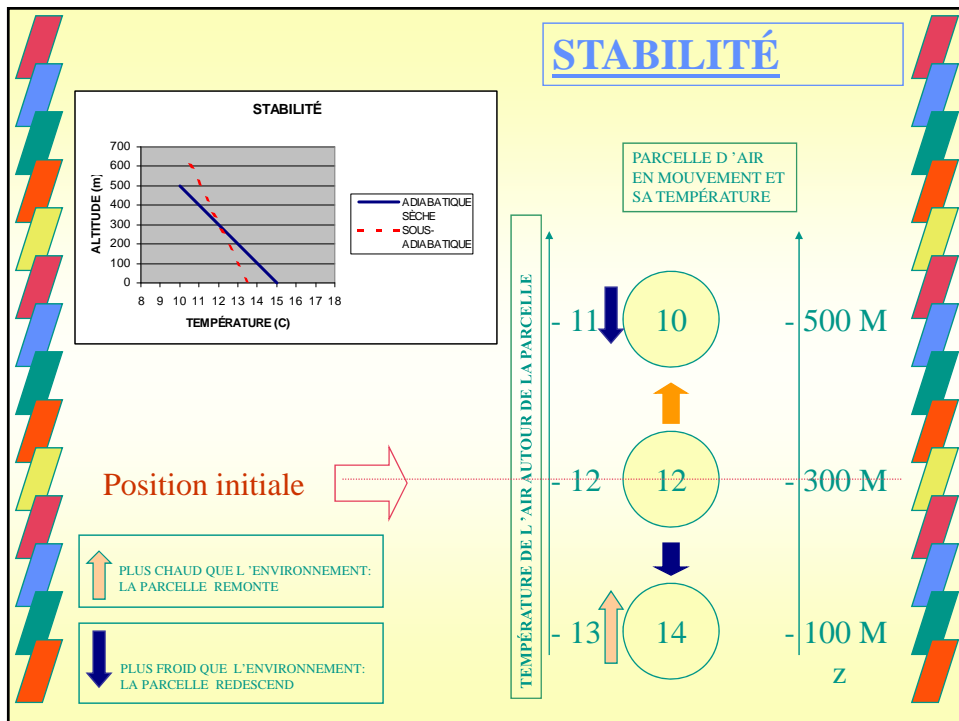 STABILITÉ
STABILITÉ
700
600
500
400
300
200
100
0
8 9 10 11 12 13 14 15 16 17 18
ALTITUDE (m)
TEMPÉRATURE (C)
ADIABATIQUE
SÈCHE
SOUS-
ADIABATIQUE
PARCELLE D ’AIR
EN MOUVEMENT ET
SA TEMPÉRATURE
TEMPÉRATURE DE L ’AIR AUTOUR DE LA PARCELLE
- 11 10 - 500 M
Position initiale - 12 12 - 300 M
- 13 14 - 100 M
z
PLUS CHAUD QUE L ’ENVIRONNEMENT:
LA PARCELLE REMONTE
PLUS FROID QUE L’ENVIRONNEMENT:
LA PARCELLE REDESCEND